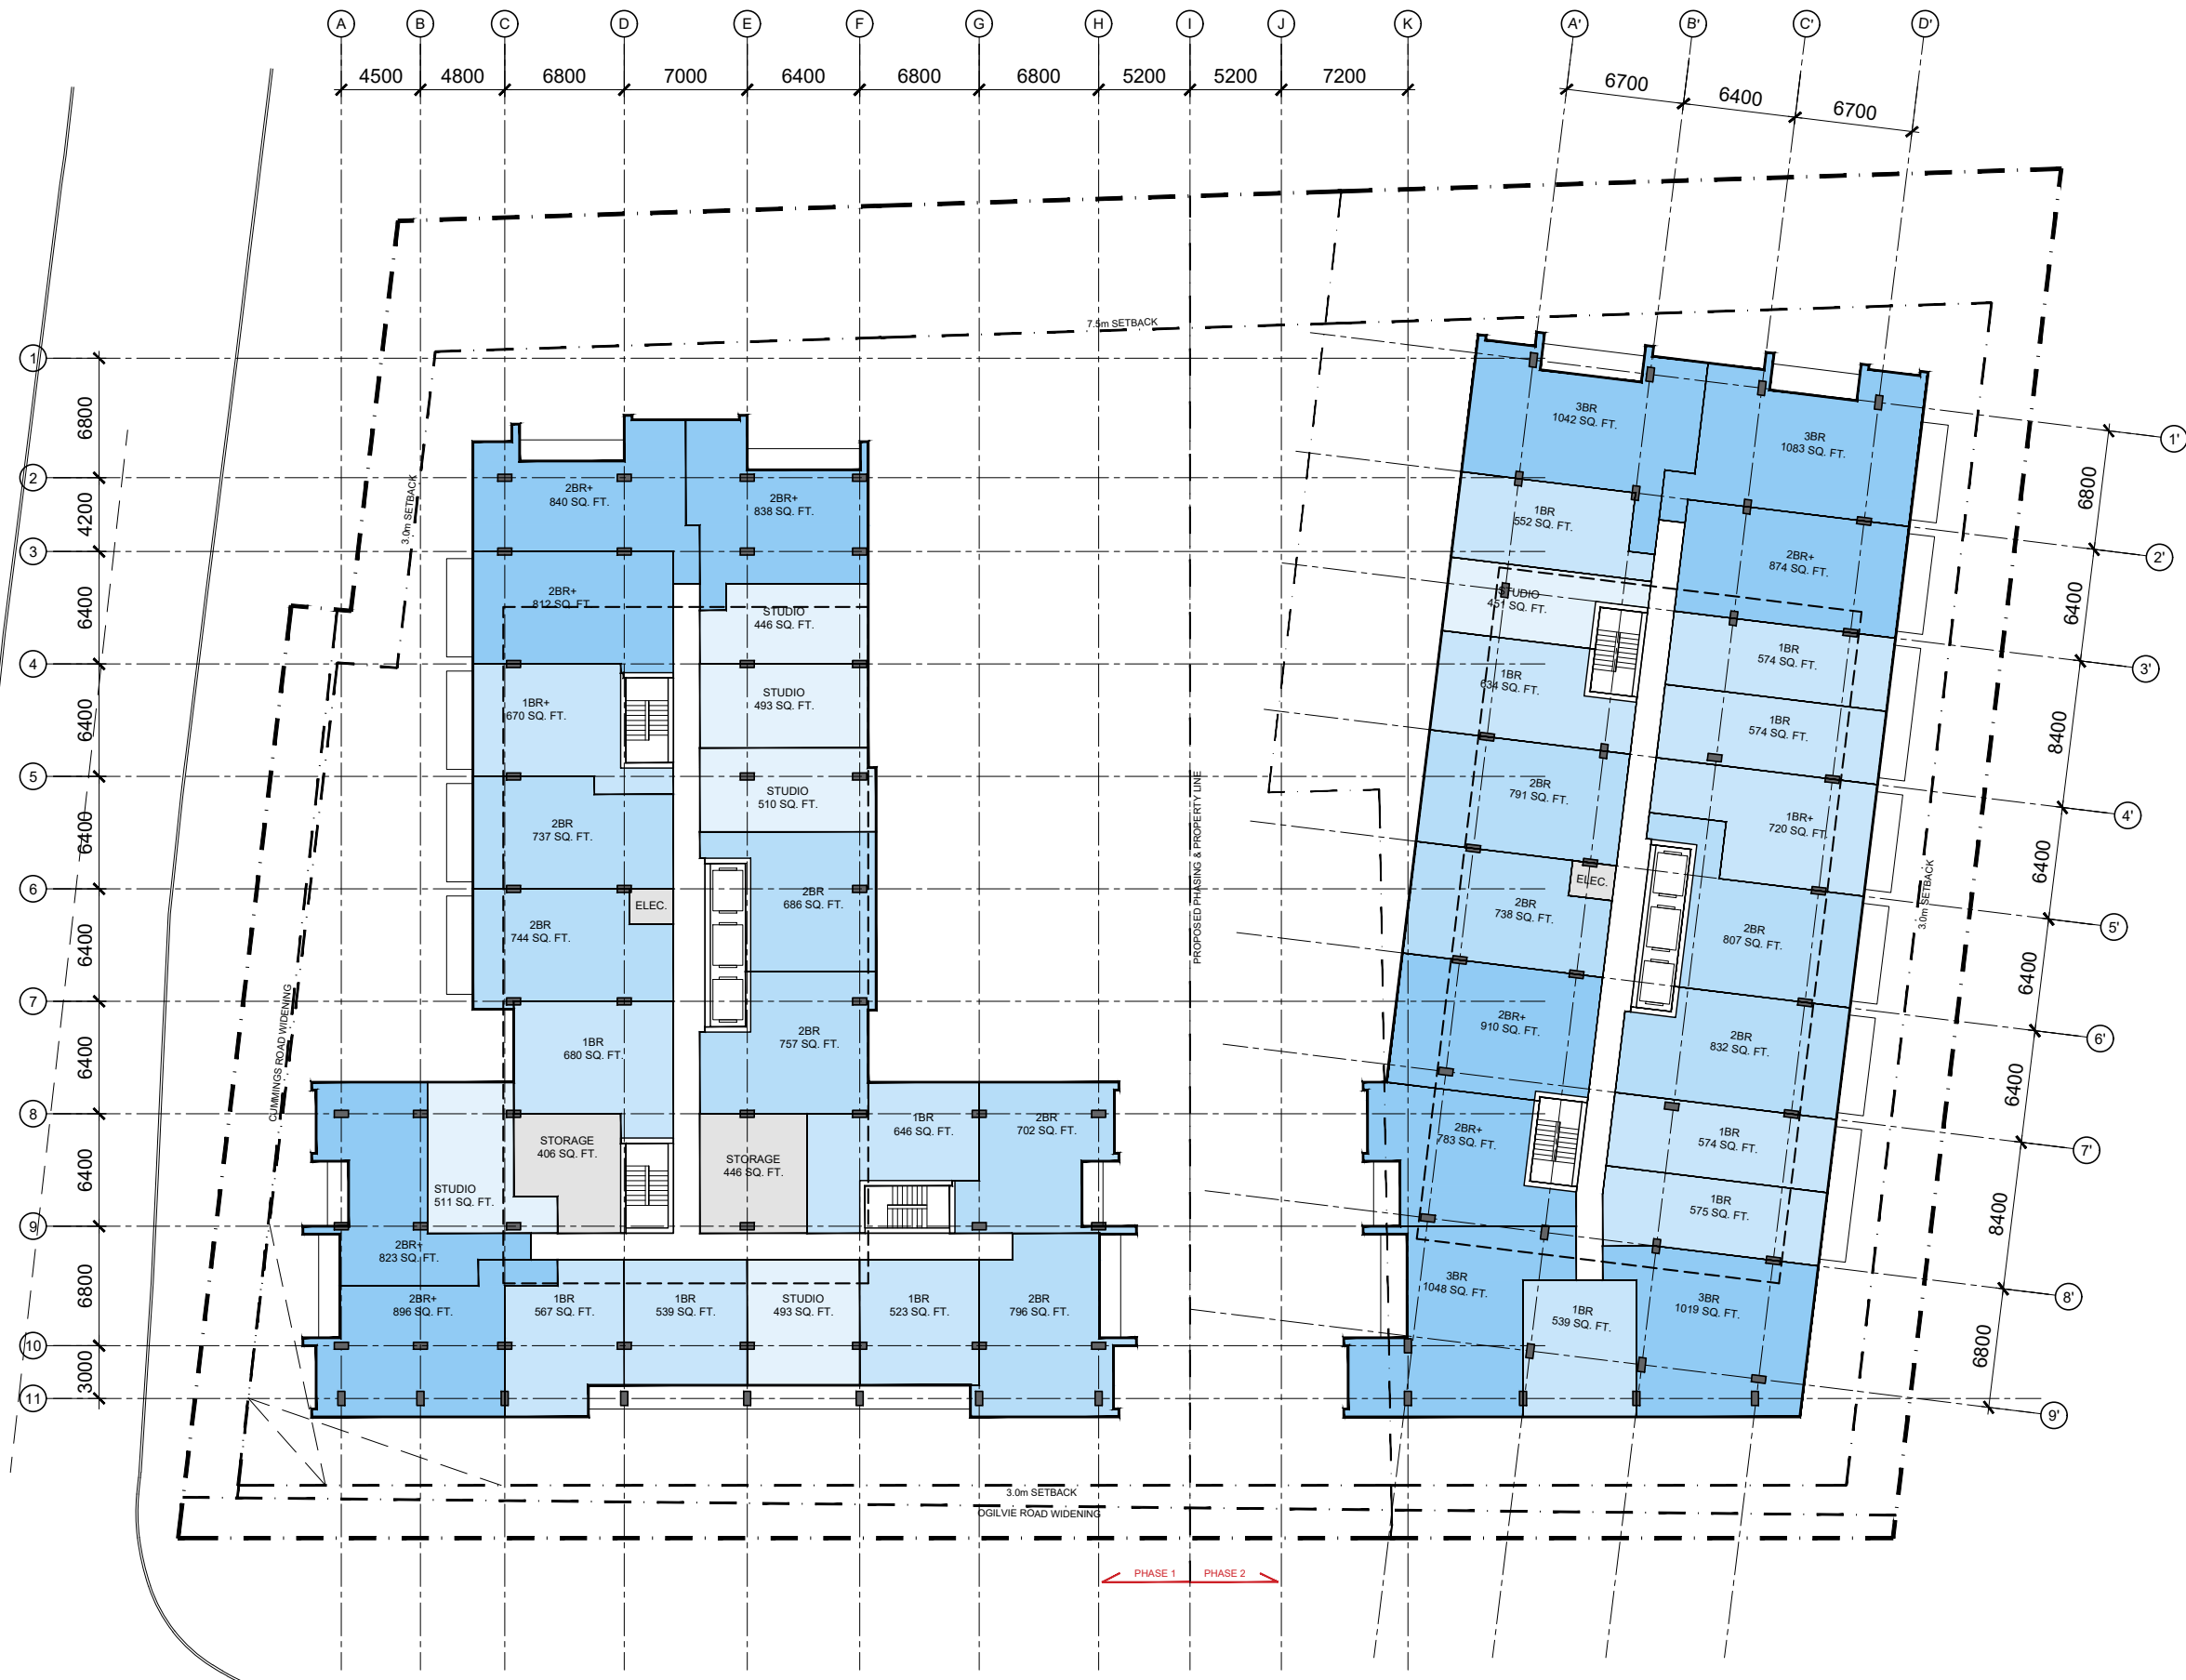 A B C D E F G H I J K A' B' C' D'
4500 4800 6800 7000 6400 6800 6800 5200 5200 7200
6700 6400 6700
1
2
3
4
5
6
7
8
9
10
11
6800
4200
6400
6400
6400
6400
6400
6400
6800
3000
1'
2'
3'
4'
5'
6'
7'
8'
9'
6800
6400
8400
6400
6400
6400
8400
6800
7.5m SETBACK
3.0m SETBACK
CUMMINGS ROAD WIDENING
PROPOSED PHASING & PROPERTY LINE
3.0m SETBACK
2BR+
840 SQ. FT.
2BR+
838 SQ. FT.
2BR+
812 SQ. FT.
STUDIO
446 SQ. FT.
1BR+
670 SQ. FT.
STUDIO
493 SQ. FT.
STUDIO
510 SQ. FT.
2BR
737 SQ. FT.
2BR
686 SQ. FT.
ELEC.
2BR
744 SQ. FT.
1BR
680 SQ. FT.
2BR
757 SQ. FT.
STORAGE
406 SQ. FT.
STORAGE
446 SQ. FT.
1BR
646 SQ. FT.
2BR
702 SQ. FT.
STUDIO
511 SQ. FT.
2BR+
823 SQ. FT.
2BR+
896 SQ. FT.
1BR
567 SQ. FT.
1BR
539 SQ. FT.
STUDIO
493 SQ. FT.
1BR
523 SQ. FT.
2BR
796 SQ. FT.
3BR
1042 SQ. FT.
3BR
1083 SQ. FT.
1BR
552 SQ. FT.
2BR+
874 SQ. FT.
STUDIO
451 SQ. FT.
1BR
574 SQ. FT.
1BR
634 SQ. FT.
1BR
574 SQ. FT.
2BR
791 SQ. FT.
1BR+
720 SQ. FT.
ELEC.
2BR
738 SQ. FT.
2BR
807 SQ. FT.
2BR+
910 SQ. FT.
2BR
832 SQ. FT.
2BR+
783 SQ. FT.
1BR
574 SQ. FT.
1BR
575 SQ. FT.
3BR
1048 SQ. FT.
1BR
539 SQ. FT.
3BR
1019 SQ. FT.
3.0m SETBACK
OGILVIE ROAD WIDENING
PHASE 1 PHASE 2